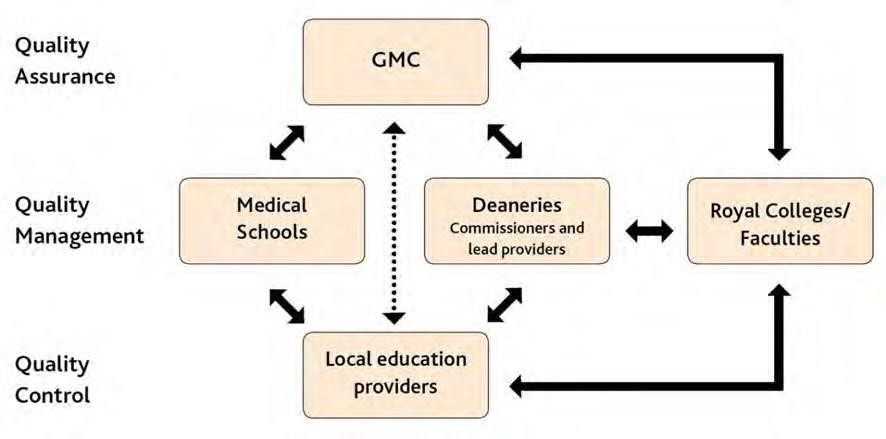 Quality
Assurance
GMC
Quality
Management
Medical
Schools
Deaneries
Commissioners and
lead providers
Royal Colleges/
Faculties
Quality
Control
Local education
providers